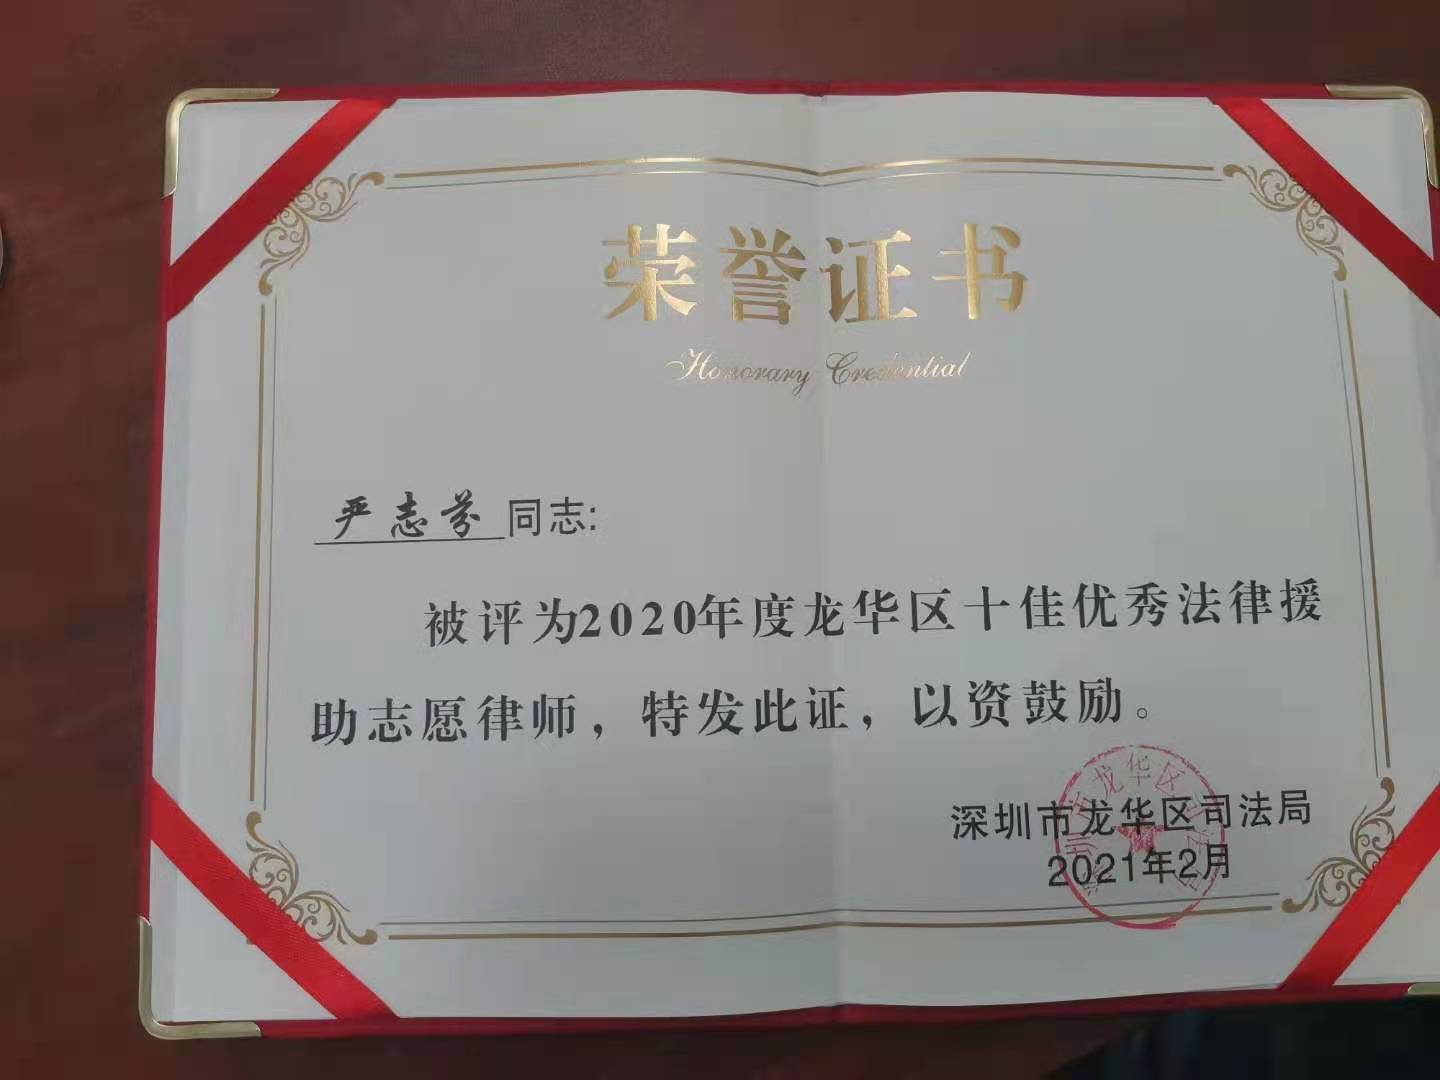 荣誉证书
Honorary Credential
严志芬同志:
被评为2020年度龙华区十佳优秀法律援
助志愿律师，特发此证，以资鼓励。
深圳市龙华区司法局
2021年2月